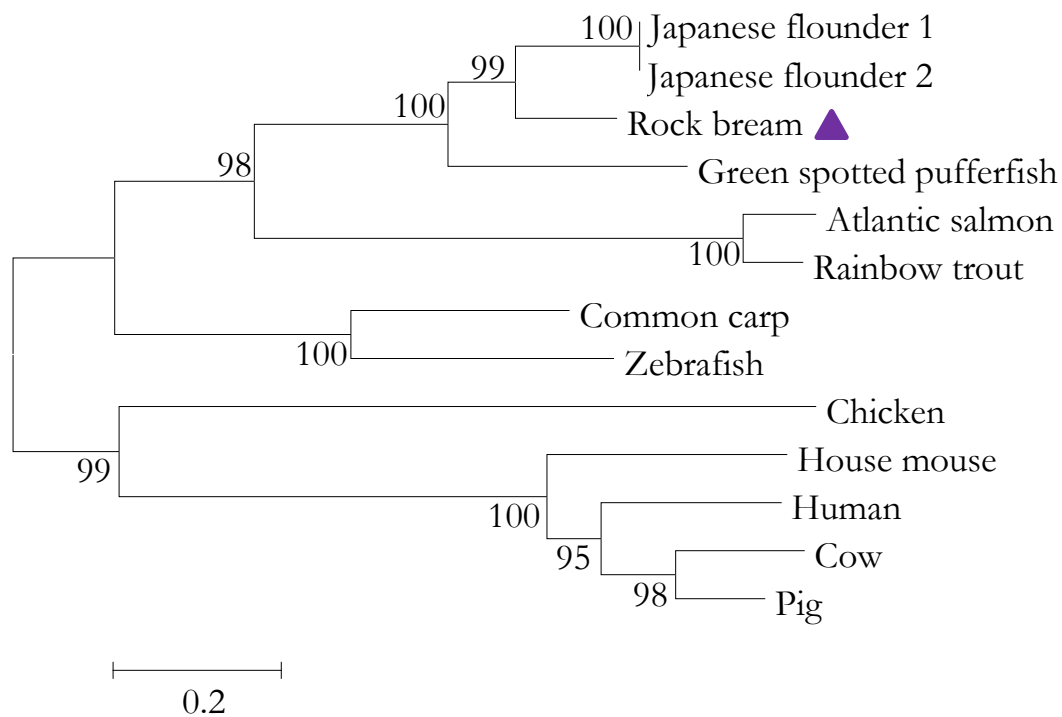 100
Japanese flounder 1
99
Japanese flounder 2
100
Rock bream
98
Green spotted pufferfish
Atlantic salmon
100
Rainbow trout
Common carp
100
Zebrafish
Chicken
99
House mouse
100
Human
95
Cow
98
Pig
0.2